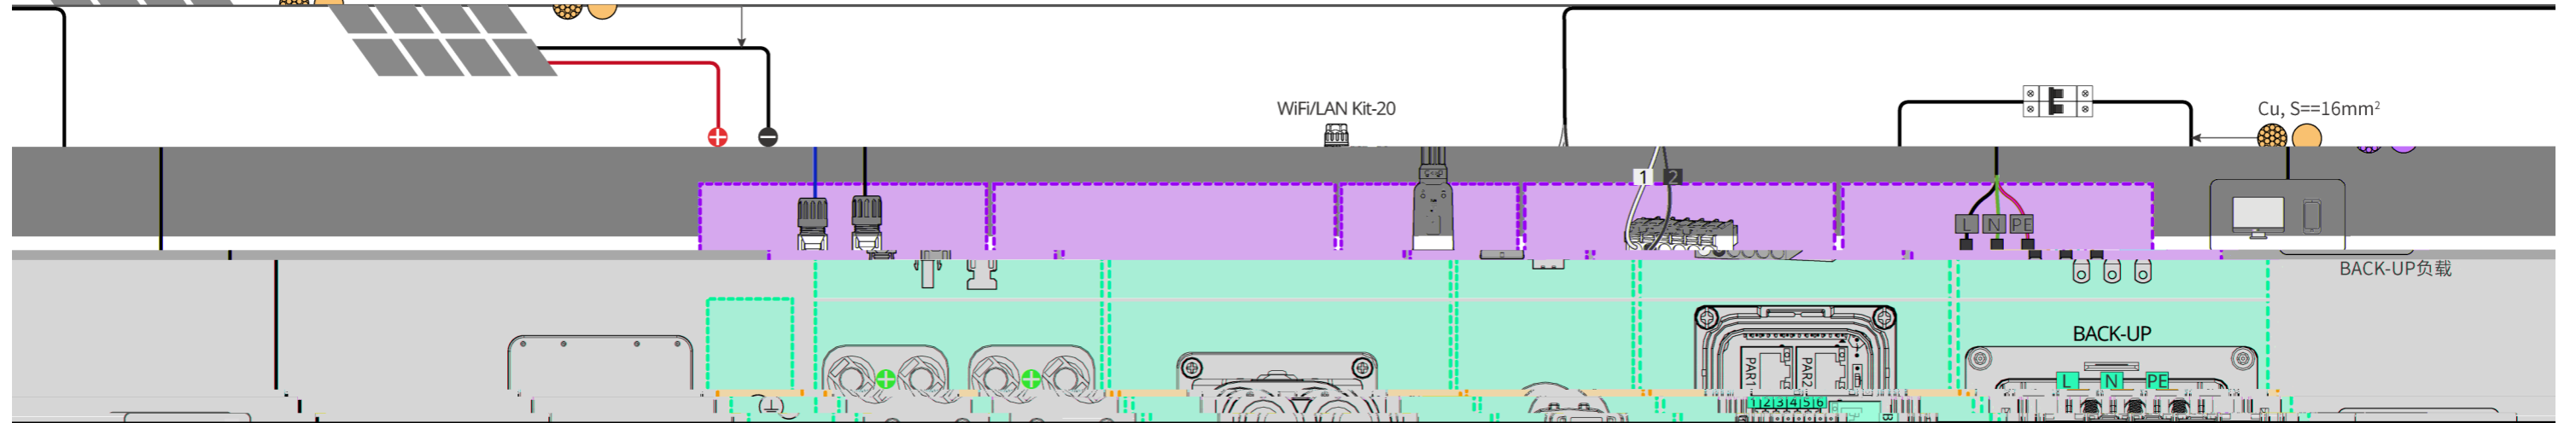 WiFi/LAN Kit-20
Cu, S==16mm²
1 2
L N PE
BACK-UP负载
BACK-UP
PAR1 PAR2
L N PE
1 2 3 4 5 6
B